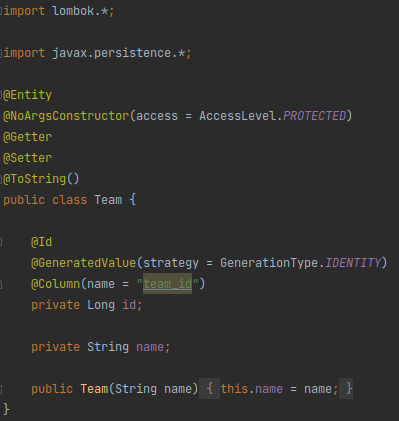 import lombok.*;
import javax.persistence.*;
@Entity
@NoArgsConstructor(access = AccessLevel.PROTECTED)
@Getter
@Setter
@ToString()
public class Team {
@Id
@GeneratedValue(strategy = GenerationType.IDENTITY)
@Column(name = "team_id")
private Long id;
private String name;
public Team(String name) { this.name = name; }
}